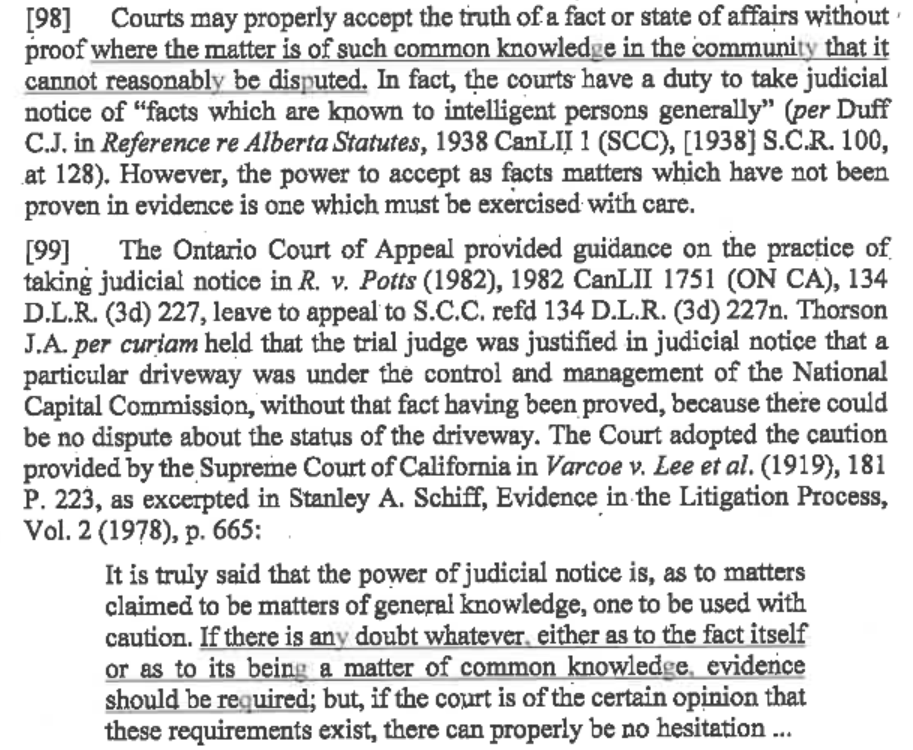 [98] Courts may properly accept the truth of a fact or state of affairs without
proof where the matter is of such common knowledge in the community that it
cannot reasonably be disputed. In fact, the courts have a duty to take judicial
notice of “facts which are known to intelligent persons generally” (per Duff
C.J. in Reference re Alberta Statutes, 1938 CanLII 1 (SCC), [1938] S.C.R. 100,
at 128). However, the power to accept as facts matters which have not been
proven in evidence is one which must be exercised with care.
[99] The Ontario Court of Appeal provided guidance on the practice of
taking judicial notice in R. v. Potts (1982), 1982 CanLII 1751 (ON CA), 134
D.L.R. (3d) 227, leave to appeal to S.C.C. refd 134 D.L.R. (3d) 227n. Thorson
J.A. per curiam held that the trial judge was justified in judicial notice that a
particular driveway was under the control and management of the National
Capital Commission, without that fact having been proved, because there could
be no dispute about the status of the driveway. The Court adopted the caution
provided by the Supreme Court of California in Varcoe v. Lee et al. (1919), 181
P. 223, as excerpted in Stanley A. Schiff, Evidence in the Litigation Process,
Vol. 2 (1978), p. 665:
It is truly said that the power of judicial notice is, as to matters
claimed to be matters of general knowledge, one to be used with
caution. If there is any doubt whatever, either as to the fact itself
or as to its being a matter of common knowledge, evidence
should be required; but, if the court is of the certain opinion that
these requirements exist, there can properly be no hesitation ...